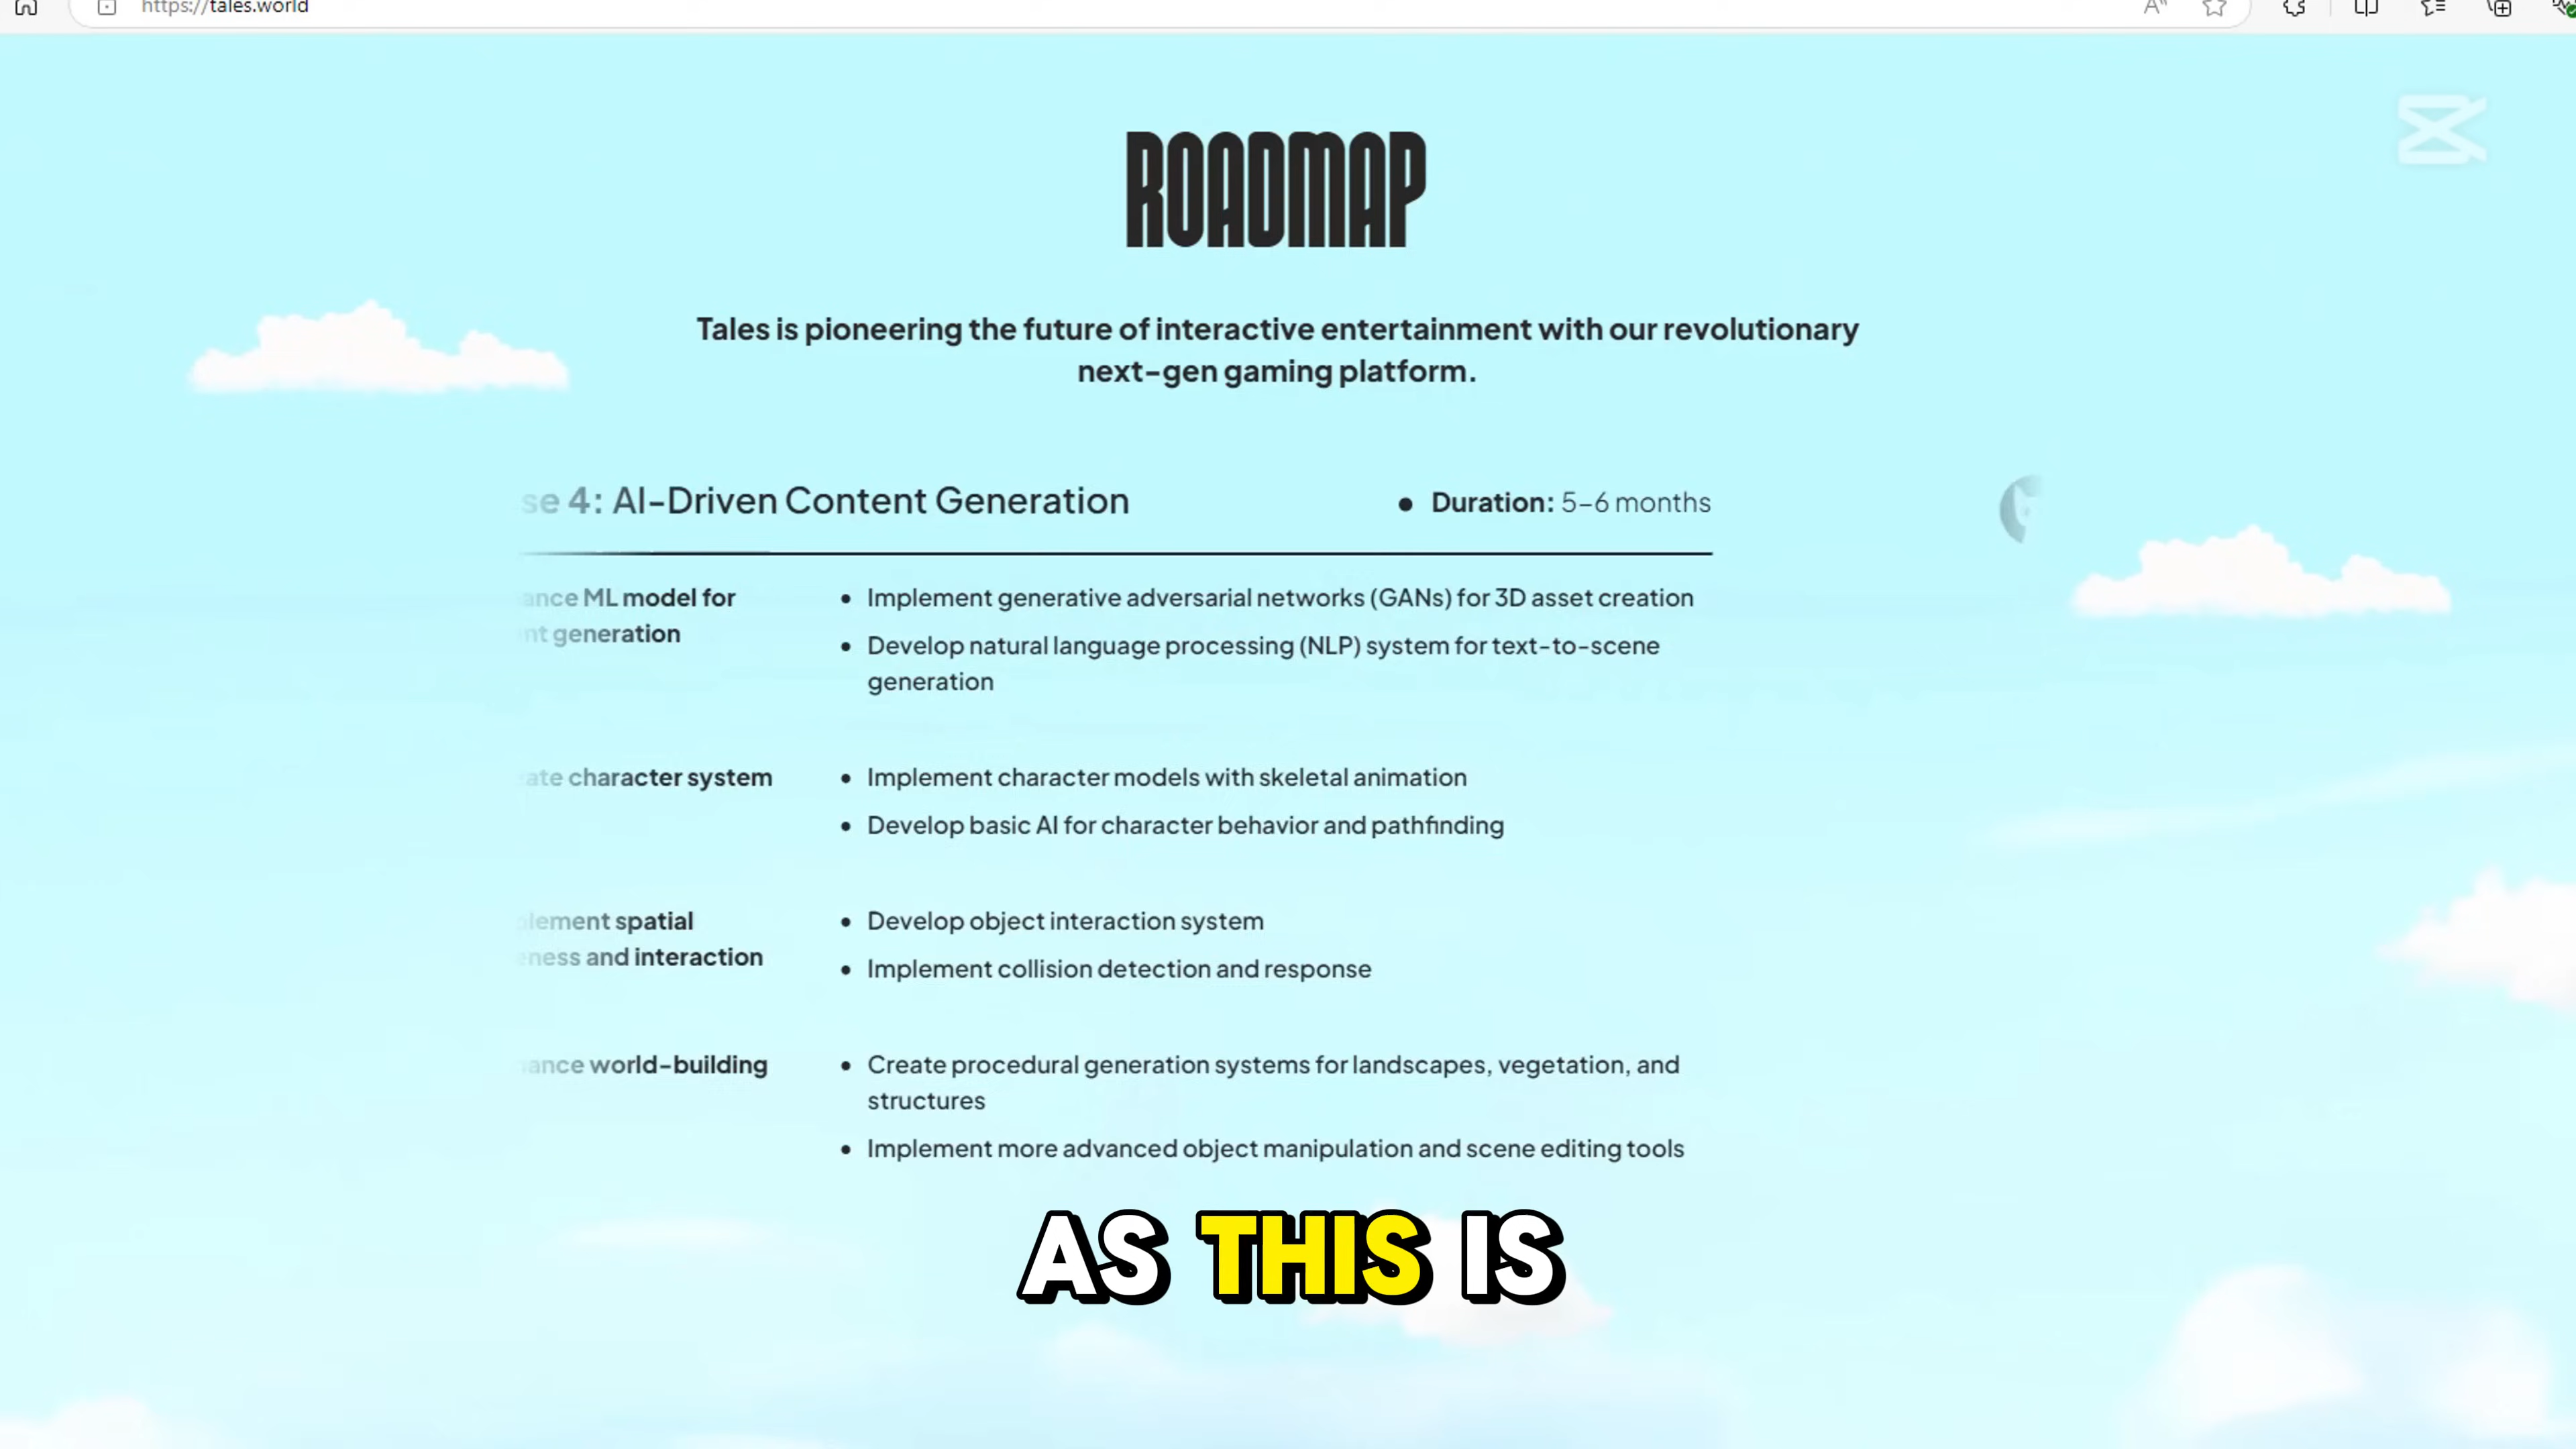 https://tales.world
ROADMAP
Tales is pioneering the future of interactive entertainment with our revolutionary
next-gen gaming platform.
4: AI-Driven Content Generation
• Duration: 5-6 months
ML model for
generation
• Implement generative adversarial networks (GANs) for 3D asset creation
• Develop natural language processing (NLP) system for text-to-scene
generation
character system
• Implement character models with skeletal animation
• Develop basic AI for character behavior and pathfinding
spatial
and interaction
• Develop object interaction system
• Implement collision detection and response
world-building
• Create procedural generation systems for landscapes, vegetation, and
structures
• Implement more advanced object manipulation and scene editing tools
AS THIS IS